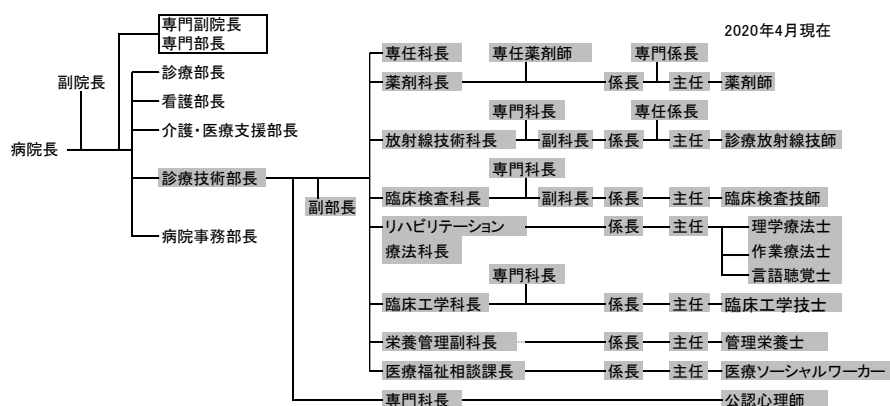 専門副院長
専門部長
2020年4月現在
副院長
診療部長
看護部長
介護・医療支援部長
病院長
診療技術部長
副部長
病院事務部長
専任科長 専任薬剤師 専門係長
薬剤科長 係長 主任 薬剤師
専門科長 専任係長
放射線技術科長 副科長 係長 主任 診療放射線技師
専門科長
臨床検査科長 副科長 係長 主任 臨床検査技師
リハビリテーション 係長 主任 理学療法士
療法科長 作業療法士
言語聴覚士
専門科長
臨床工学科長 係長 主任 臨床工学技士
栄養管理副科長 係長 主任 管理栄養士
医療福祉相談課長 係長 主任 医療ソーシャルワーカー
専門科長 公認心理師